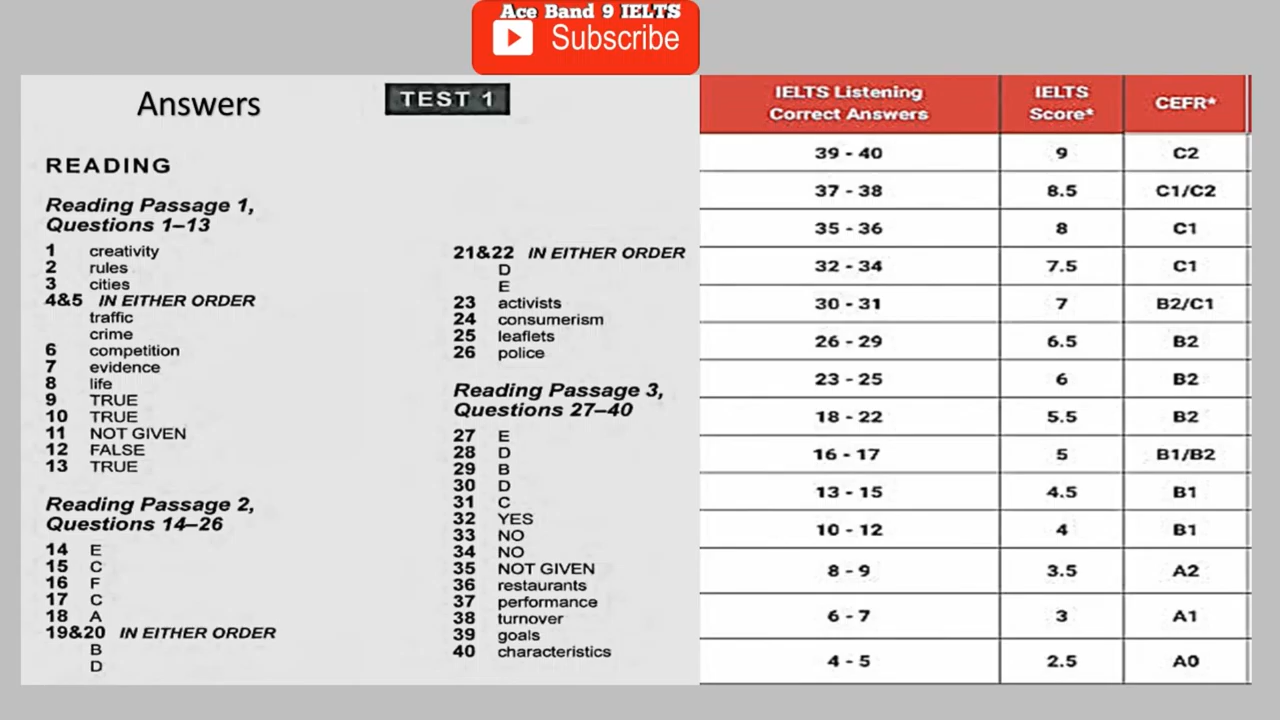 Ace Band 9 IELTS
Subscribe
Answers
TEST 1
READING
Reading Passage 1,
Questions 1–13
1 creativity
2 rules
3 cities
4&5 IN EITHER ORDER
traffic
crime
6 competition
7 evidence
8 life
9 TRUE
10 TRUE
11 NOT GIVEN
12 FALSE
13 TRUE
Reading Passage 2,
Questions 14–26
14 E
15 C
16 F
17 C
18 A
19&20 IN EITHER ORDER
B
D
21&22 IN EITHER ORDER
D
E
23 activists
24 consumerism
25 leaflets
26 police
Reading Passage 3,
Questions 27–40
27 E
28 D
29 B
30 D
31 C
32 YES
33 NO
34 NO
35 NOT GIVEN
36 restaurants
37 performance
38 turnover
39 goals
40 characteristics
IELTS Listening Correct Answers IELTS Score* CEFR*
39 - 40 9 C2
37 - 38 8.5 C1/C2
35 - 36 8 C1
32 - 34 7.5 C1
30 - 31 7 B2/C1
26 - 29 6.5 B2
23 - 25 6 B2
18 - 22 5.5 B2
16 - 17 5 B1/B2
13 - 15 4.5 B1
10 - 12 4 B1
8 - 9 3.5 A2
6 - 7 3 A1
4 - 5 2.5 A0